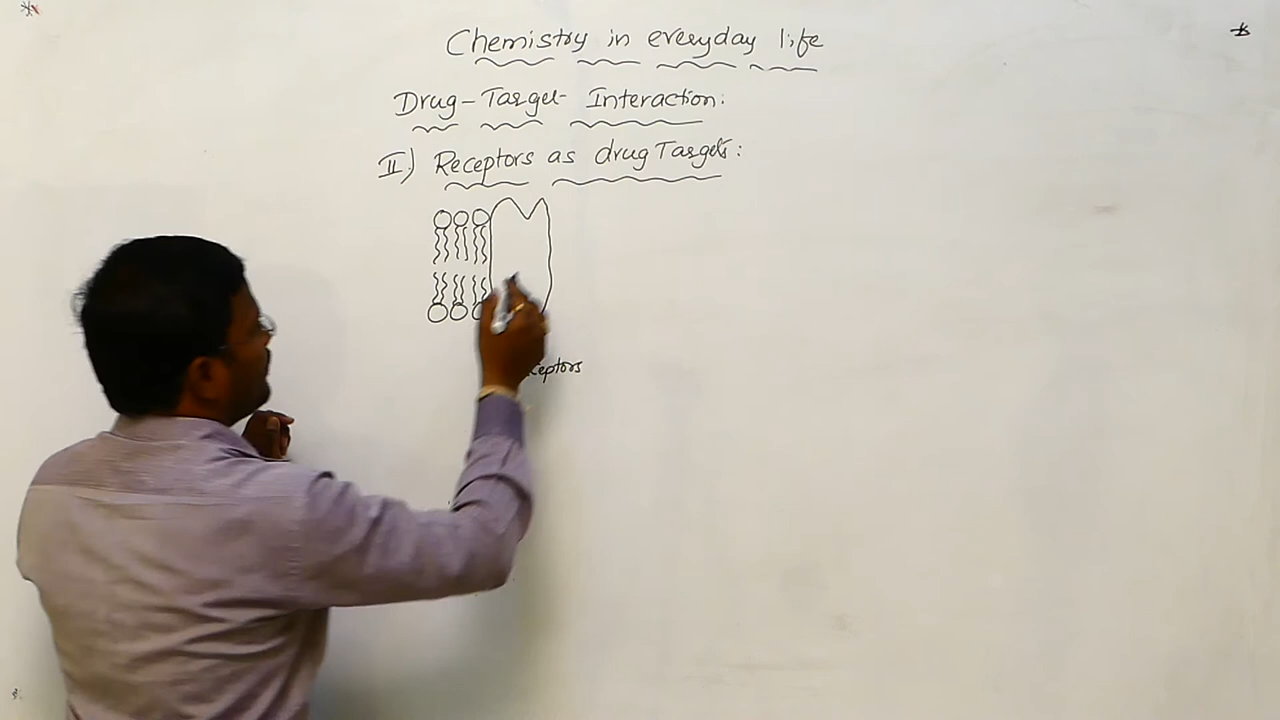 Chemistry in everyday life
Drug-Target Interaction:
II) Receptors as drug Targets:
ceptors